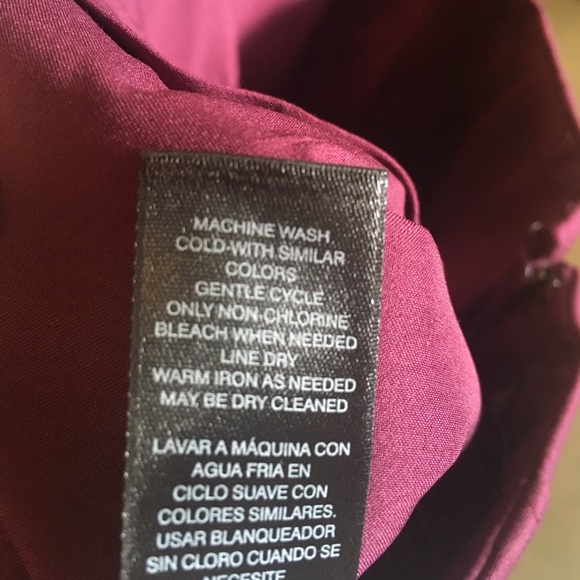 MACHINE WASH
COLD-WITH SIMILAR
COLORS
GENTLE CYCLE
ONLY NON-CHLORINE
BLEACH WHEN NEEDED
LINE DRY
WARM IRON AS NEEDED
MAY BE DRY CLEANED
LAVAR A MÁQUINA CON
AGUA FRIA EN
CICLO SUAVE CON
COLORES SIMILARES.
USAR BLANQUEADOR
SIN CLORO CUANDO SE
NECESITE